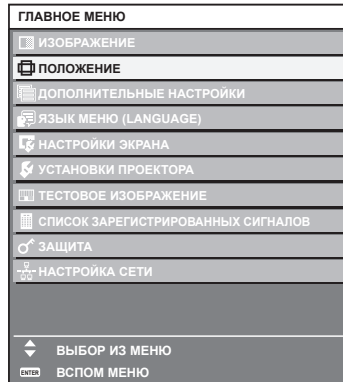 ГЛАВНОЕ МЕНЮ
ИЗОБРАЖЕНИЕ
ПОЛОЖЕНИЕ
ДОПОЛНИТЕЛЬНЫЕ НАСТРОЙКИ
ЯЗЫК МЕНЮ (LANGUAGE)
НАСТРОЙКИ ЭКРАНА
УСТАНОВКИ ПРОЕКТОРА
ТЕСТОВОЕ ИЗОБРАЖЕНИЕ
СПИСОК ЗАРЕГИСТРИРОВАННЫХ СИГНАЛОВ
ЗАЩИТА
НАСТРОЙКА СЕТИ
ВЫБОР ИЗ МЕНЮ
ENTER ВСПОМ МЕНЮ